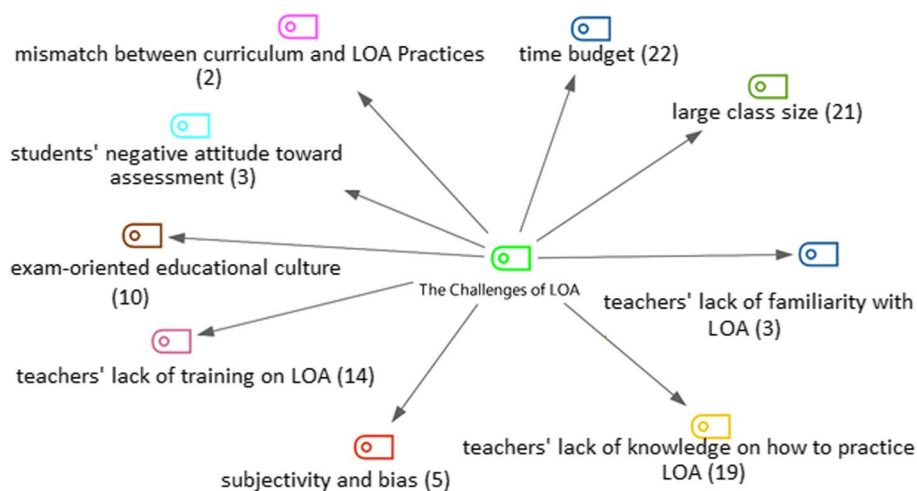 mismatch between curriculum and LOA Practices
(2)
time budget (22)
large class size (21)
students' negative attitude toward
assessment (3)
exam-oriented educational culture
(10)
The Challenges of LOA
teachers' lack of familiarity with
LOA (3)
teachers' lack of training on LOA (14)
teachers' lack of knowledge on how to practice
LOA (19)
subjectivity and bias (5)